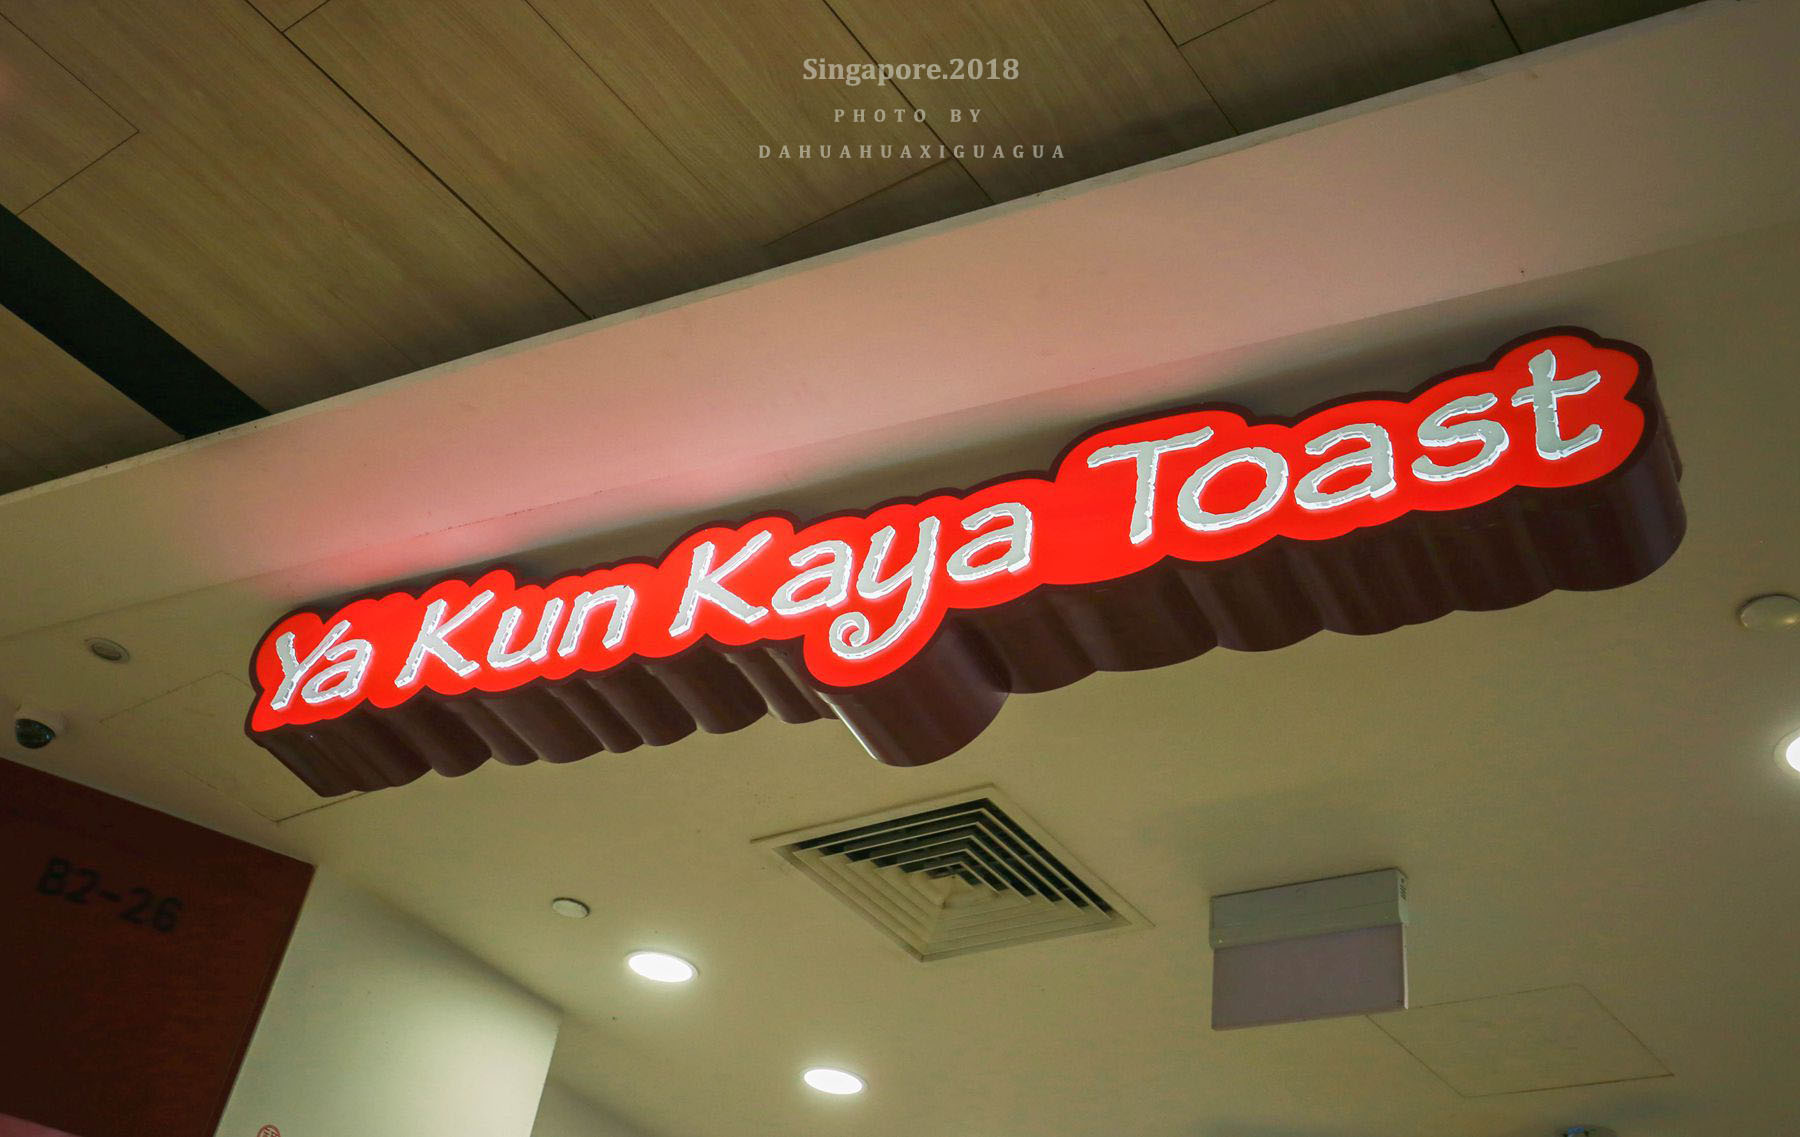 Singapore.2018
PHOTO BY
DAHUAHUAXIGUAGUA
Ya Kun Kaya Toast
B2-26